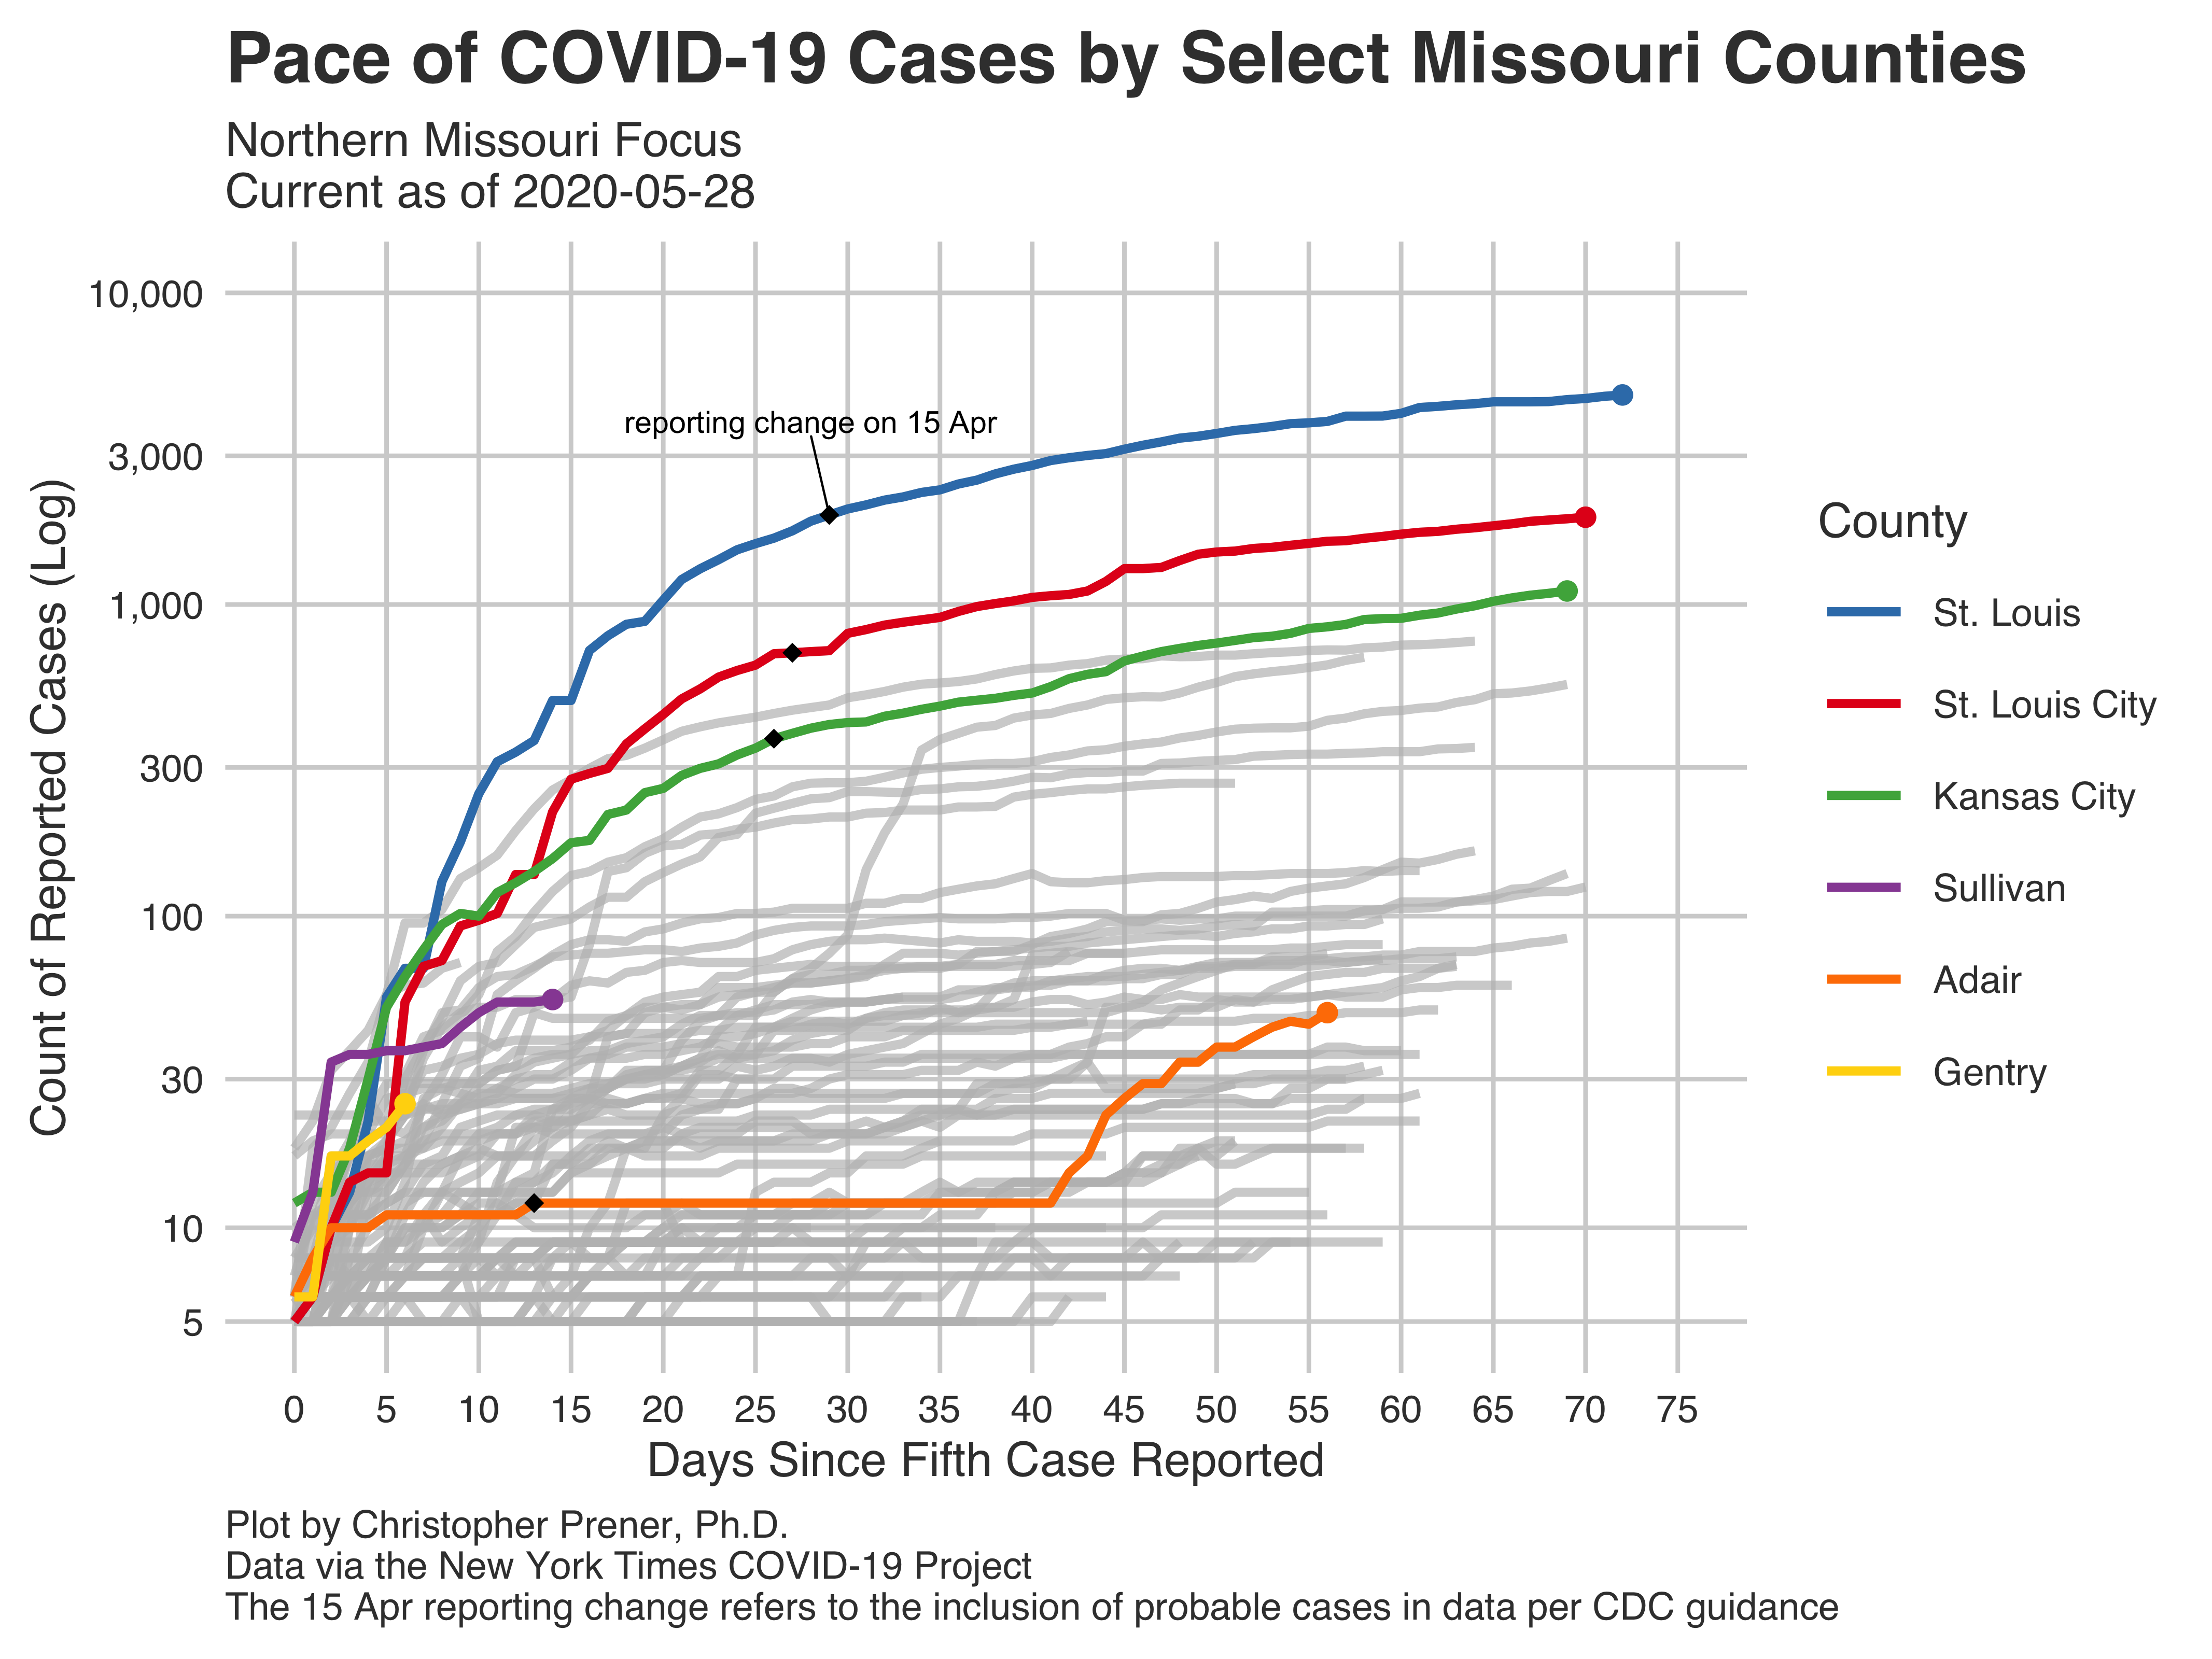 Pace of COVID-19 Cases by Select Missouri Counties
Northern Missouri Focus
Current as of 2020-05-28
Count of Reported Cases (Log)
10,000
3,000
1,000
300
100
30
10
5
reporting change on 15 Apr
0 5 10 15 20 25 30 35 40 45 50 55 60 65 70 75
Days Since Fifth Case Reported
County
St. Louis
St. Louis City
Kansas City
Sullivan
Adair
Gentry
Plot by Christopher Prener, Ph.D.
Data via the New York Times COVID-19 Project
The 15 Apr reporting change refers to the inclusion of probable cases in data per CDC guidance